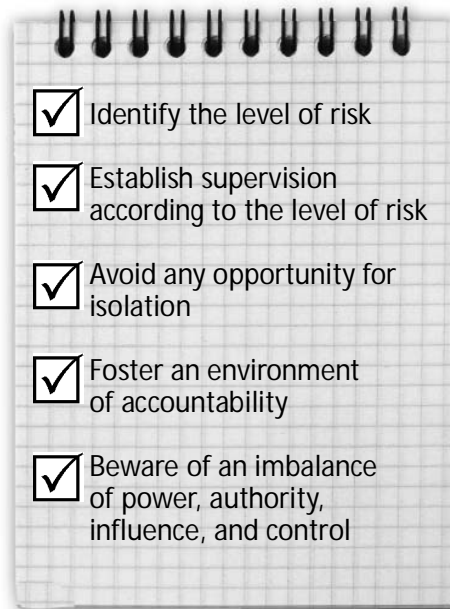 Identify the level of risk
Establish supervision
according to the level of risk
Avoid any opportunity for
isolation
Foster an environment
of accountability
Beware of an imbalance
of power, authority,
influence, and control